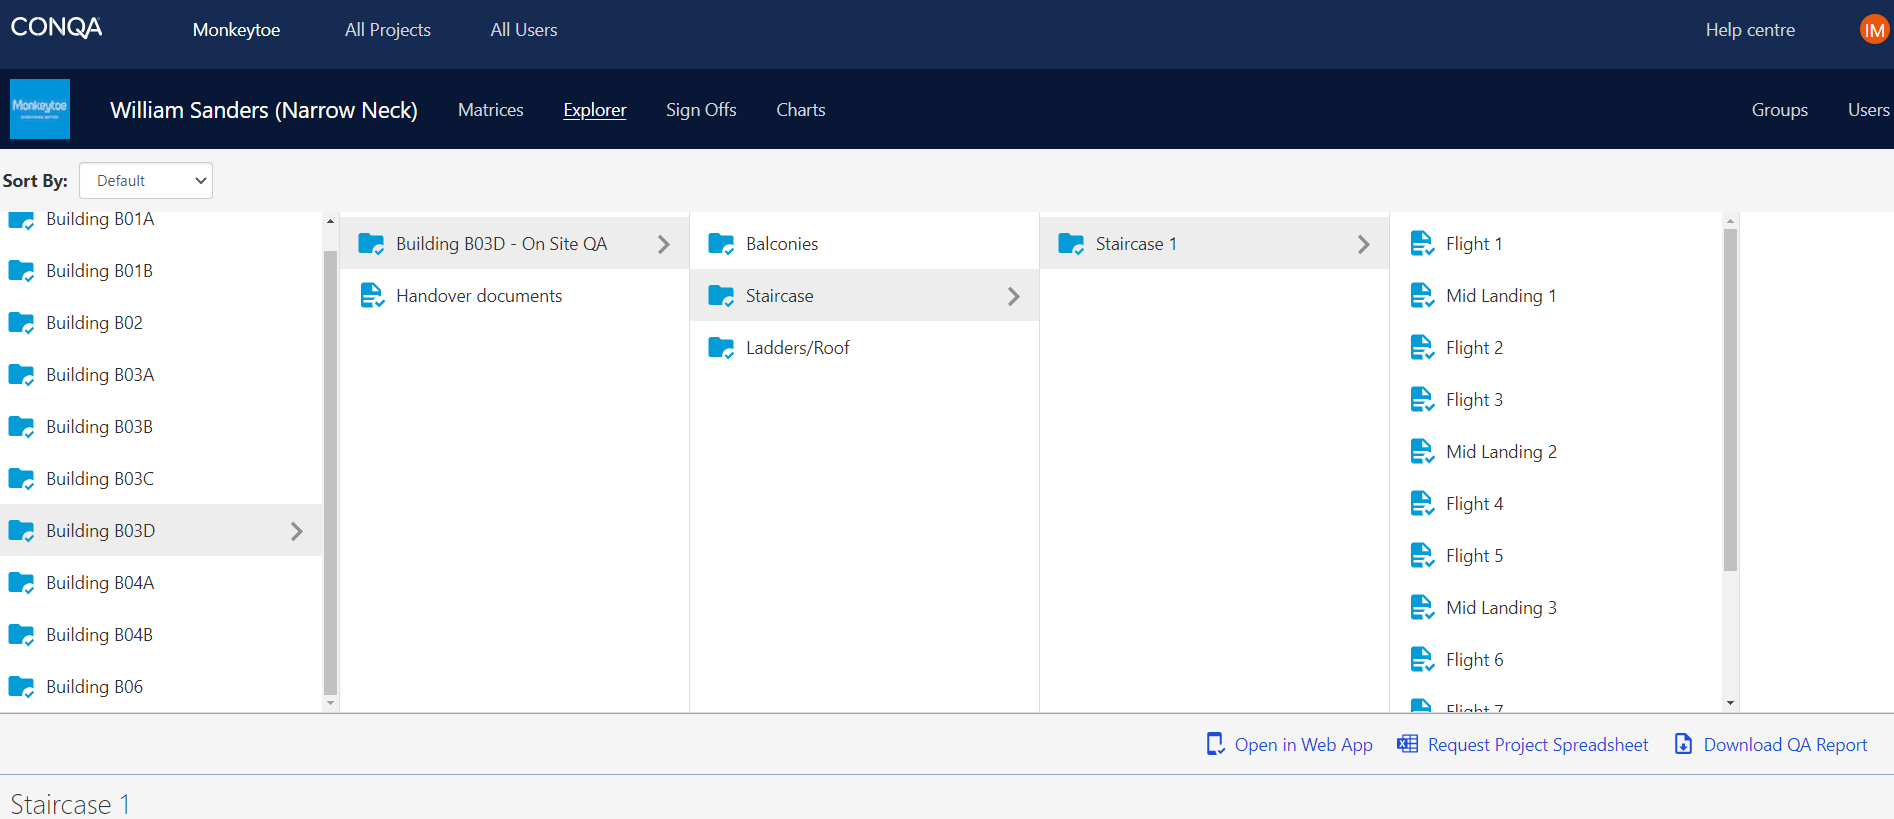 CONQA
Monkeytoe
All Projects
All Users
Help centre
IM
Monkeytoe
William Sanders (Narrow Neck)
Matrices
Explorer
Sign Offs
Charts
Groups
Users
Sort By:
Default
Building B01A
Building B01B
Building B02
Building B03A
Building B03B
Building B03C
Building B03D
Building B04A
Building B04B
Building B06
Building B03D - On Site QA
Handover documents
Balconies
Staircase
Ladders/Roof
Staircase 1
Flight 1
Mid Landing 1
Flight 2
Flight 3
Mid Landing 2
Flight 4
Flight 5
Mid Landing 3
Flight 6
Flight 7
Open in Web App
Request Project Spreadsheet
Download QA Report
Staircase 1